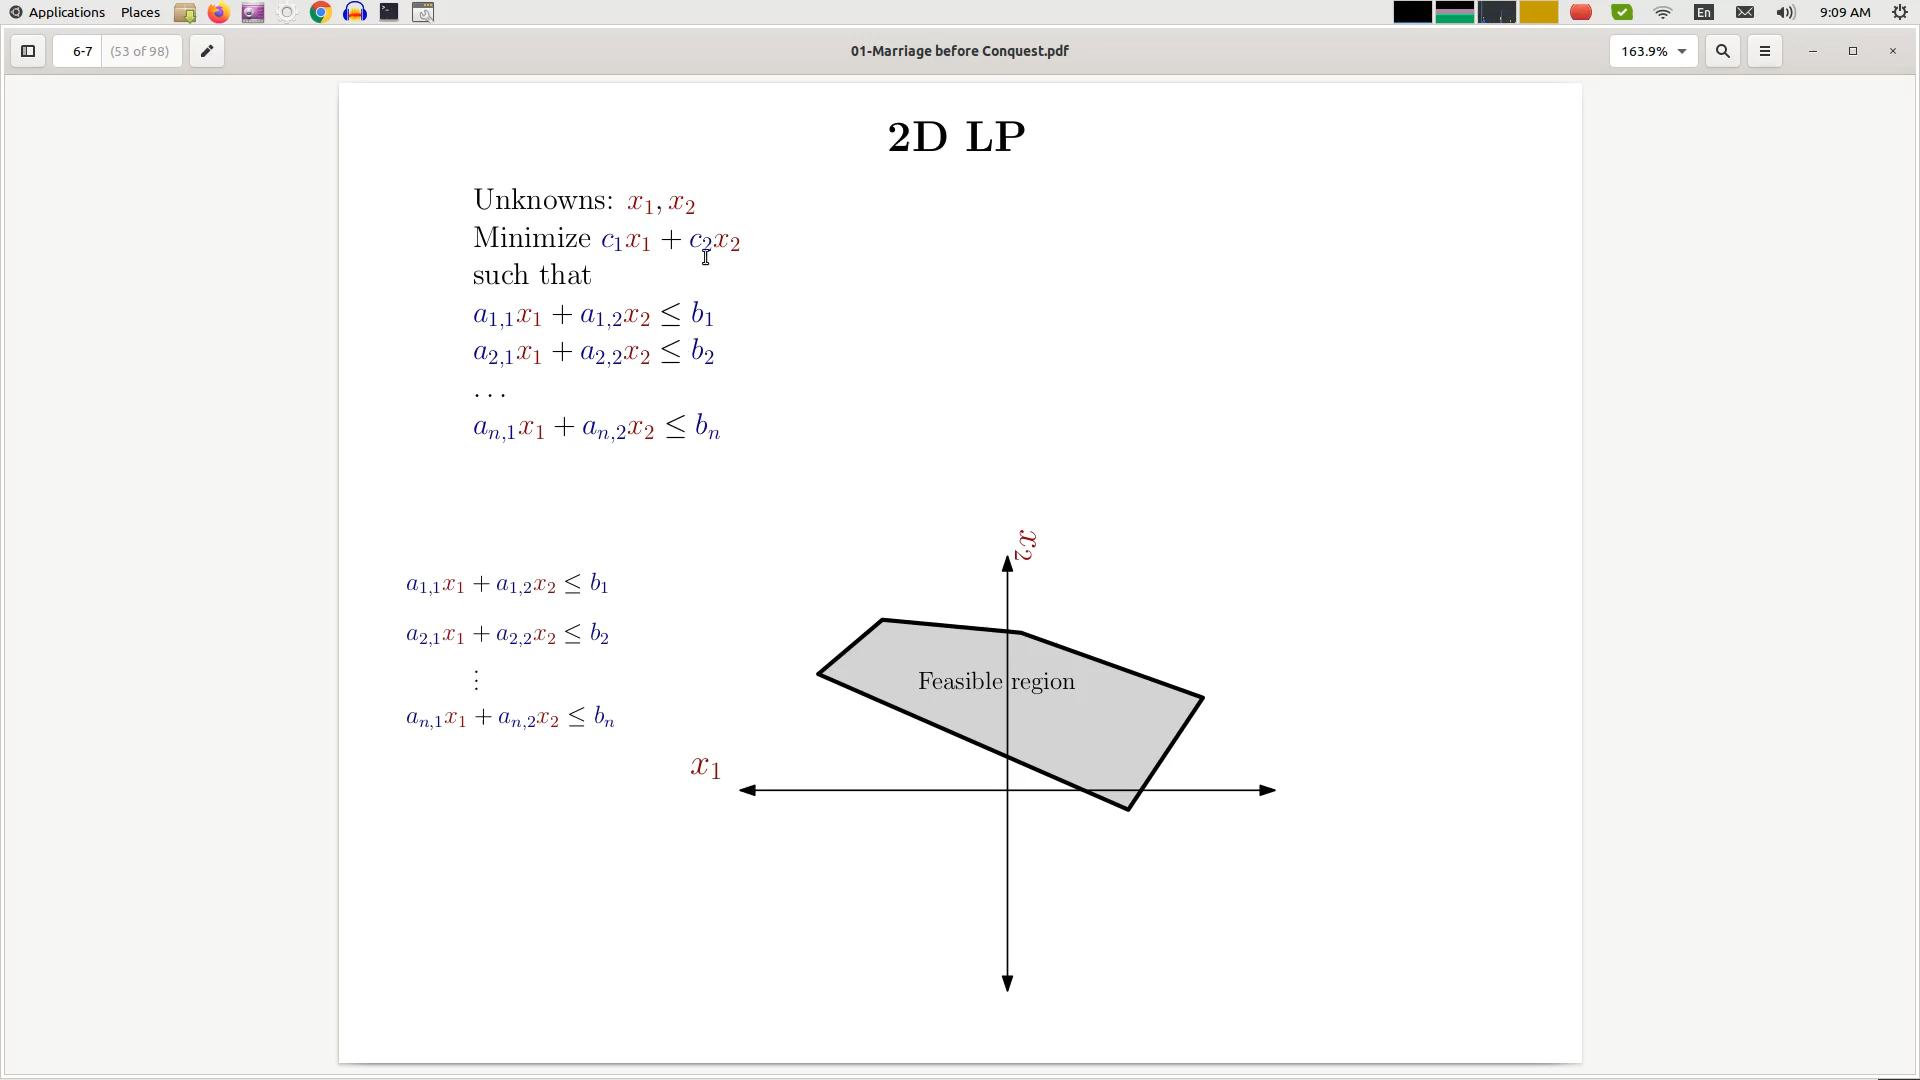 Applications Places En 9:09 AM
6-7 (53 of 98) 01-Marriage before Conquest.pdf 163.9%
2D LP
Unknowns: x₁, x₂
Minimize c₁x₁ + c₂x₂
such that
a₁,₁x₁ + a₁,₂x₂ ≤ b₁
a₂,₁x₁ + a₂,₂x₂ ≤ b₂
...
aₙ,₁x₁ + aₙ,₂x₂ ≤ bₙ
x₂
a₁,₁x₁ + a₁,₂x₂ ≤ b₁
a₂,₁x₁ + a₂,₂x₂ ≤ b₂
⋮
Feasible region
aₙ,₁x₁ + aₙ,₂x₂ ≤ bₙ
x₁